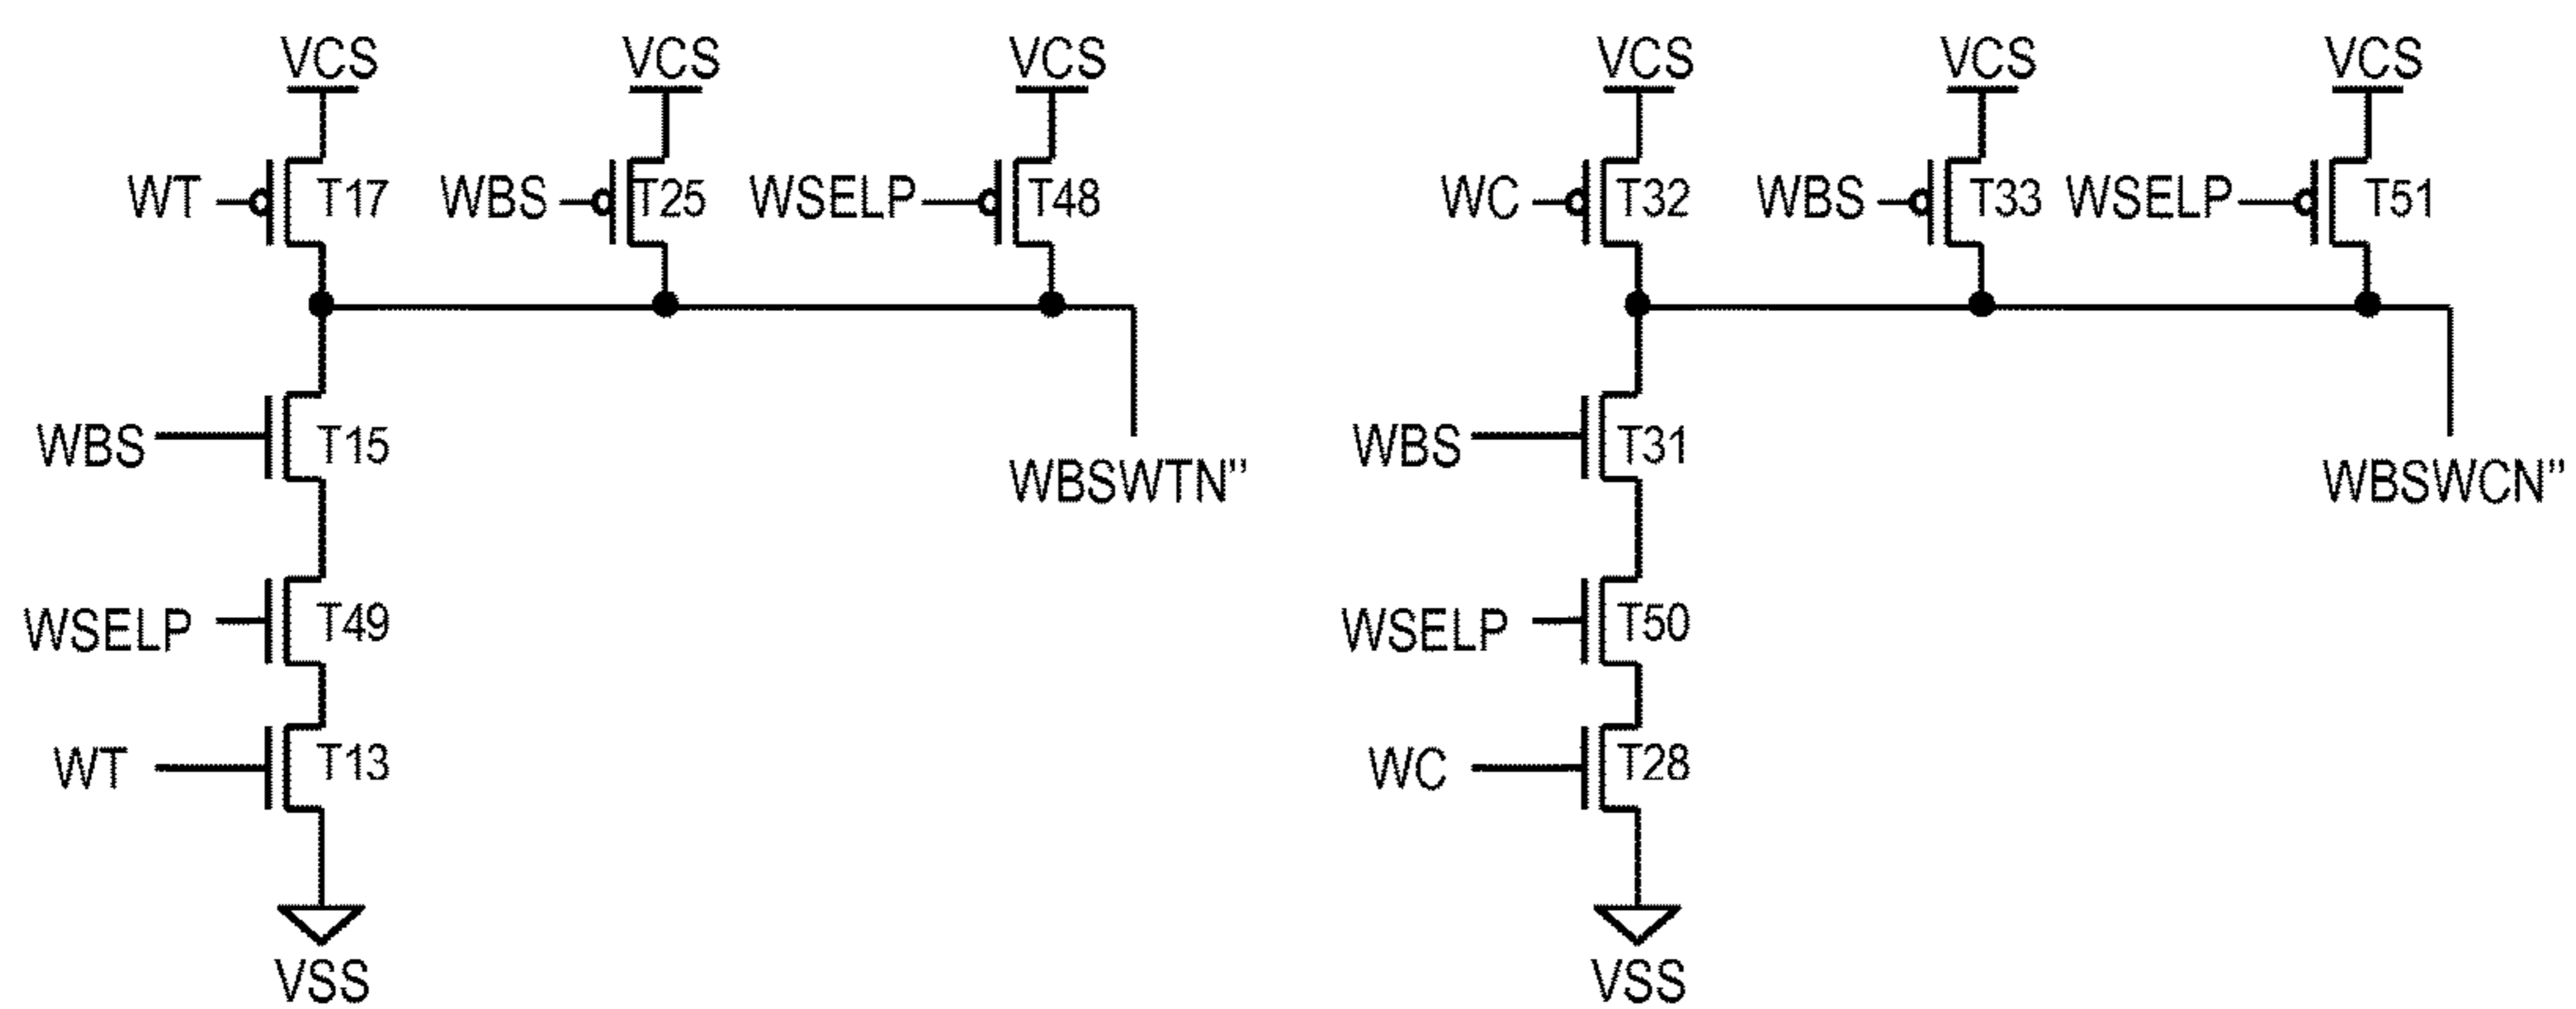 VCS VCS VCS VCS VCS VCS
WT T17 WBS T25 WSELP T48 WC T32 WBS T33 WSELP T51
WBS T15 WBS T31
WBSWTN" WBSWCN"
WSELP T49 WSELP T50
WT T13 WC T28
VSS VSS